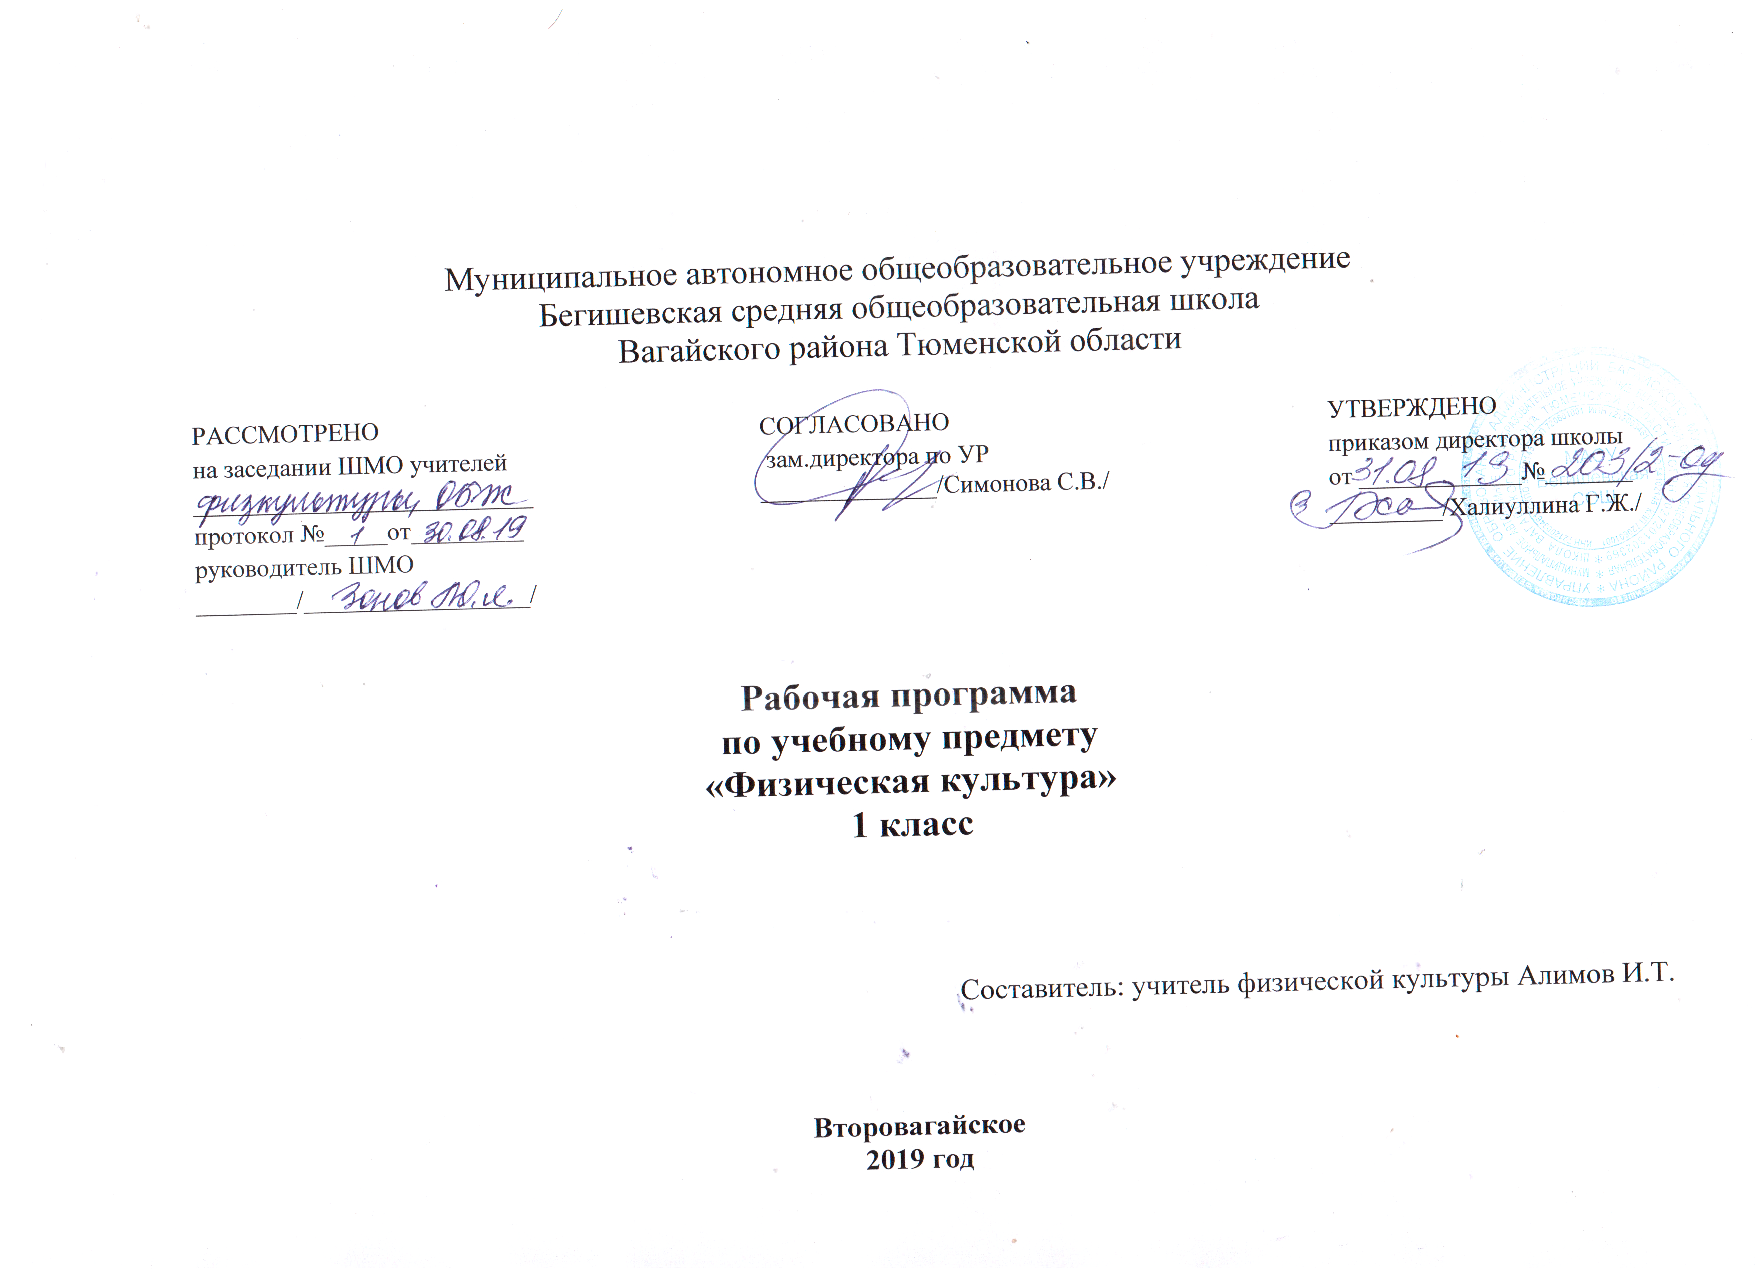 Муниципальное автономное общеобразовательное учреждение
Бегишевская средняя общеобразовательная школа
Вагайского района Тюменской области
РАССМОТРЕНО
на заседании ШМО учителей
физкультуры, ОБЖ
протокол № 1 от 30.08.19
руководитель ШМО
/ Зонов Ю.И. /
СОГЛАСОВАНО
зам.директора по УР
/Симонова С.В./
УТВЕРЖДЕНО
приказом директора школы
от 31.08 19 № 203/2-од
/Халиуллина Г.Ж./
Рабочая программа
по учебному предмету
«Физическая культура»
1 класс
Составитель: учитель физической культуры Алимов И.Т.
Второвагайское
2019 год